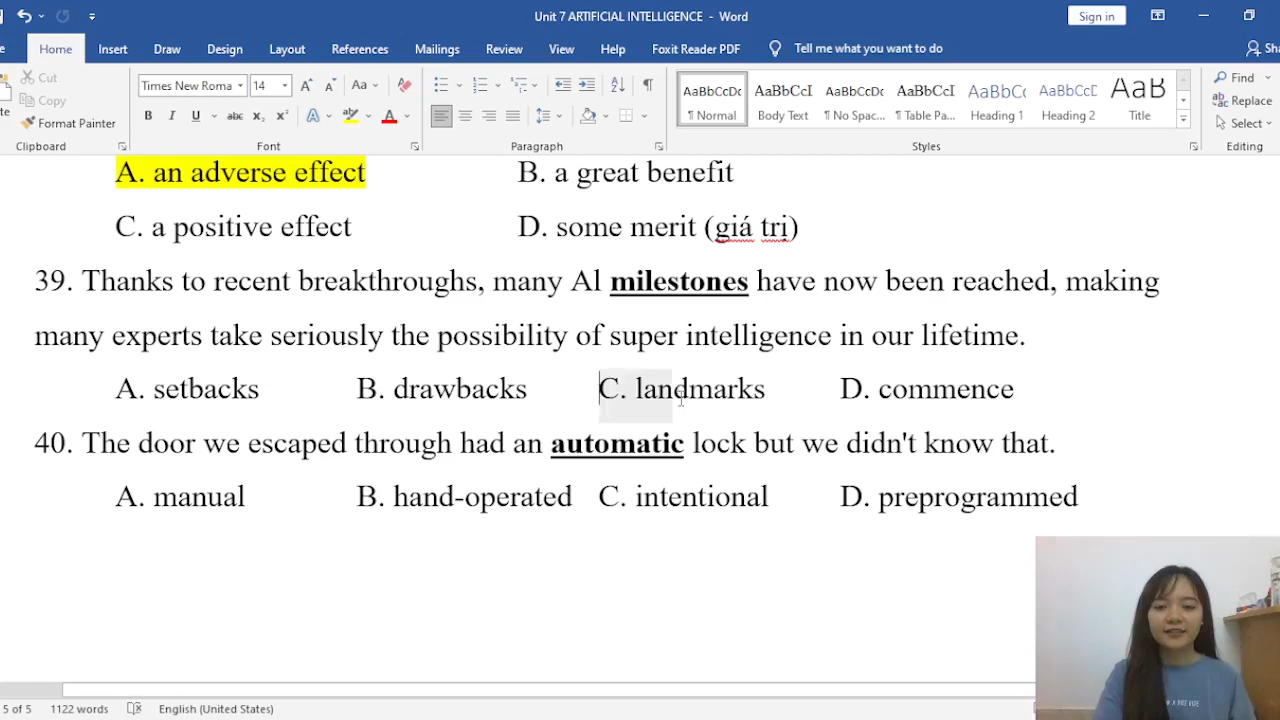 Unit 7 ARTIFICIAL INTELLIGENCE - Word
Sign in
Home Insert Draw Design Layout References Mailings Review View Help Foxit Reader PDF Tell me what you want to do
Cut
Copy
Format Painter
Clipboard
Times New Roma 14
Font
Paragraph
AaBbCcDc AaBbCcI AaBbCcDc AaBbCcI AaBbCc AaBbCcD AaB
¶ Normal Body Text ¶ No Spac... ¶ Table Pa... Heading 1 Heading 2 Title
Styles
Find
Replace
Select
Editing
A. an adverse effect B. a great benefit
C. a positive effect D. some merit (giá trị)
39. Thanks to recent breakthroughs, many Al milestones have now been reached, making
many experts take seriously the possibility of super intelligence in our lifetime.
A. setbacks B. drawbacks C. landmarks D. commence
40. The door we escaped through had an automatic lock but we didn't know that.
A. manual B. hand-operated C. intentional D. preprogrammed
5 of 5 1122 words English (United States)